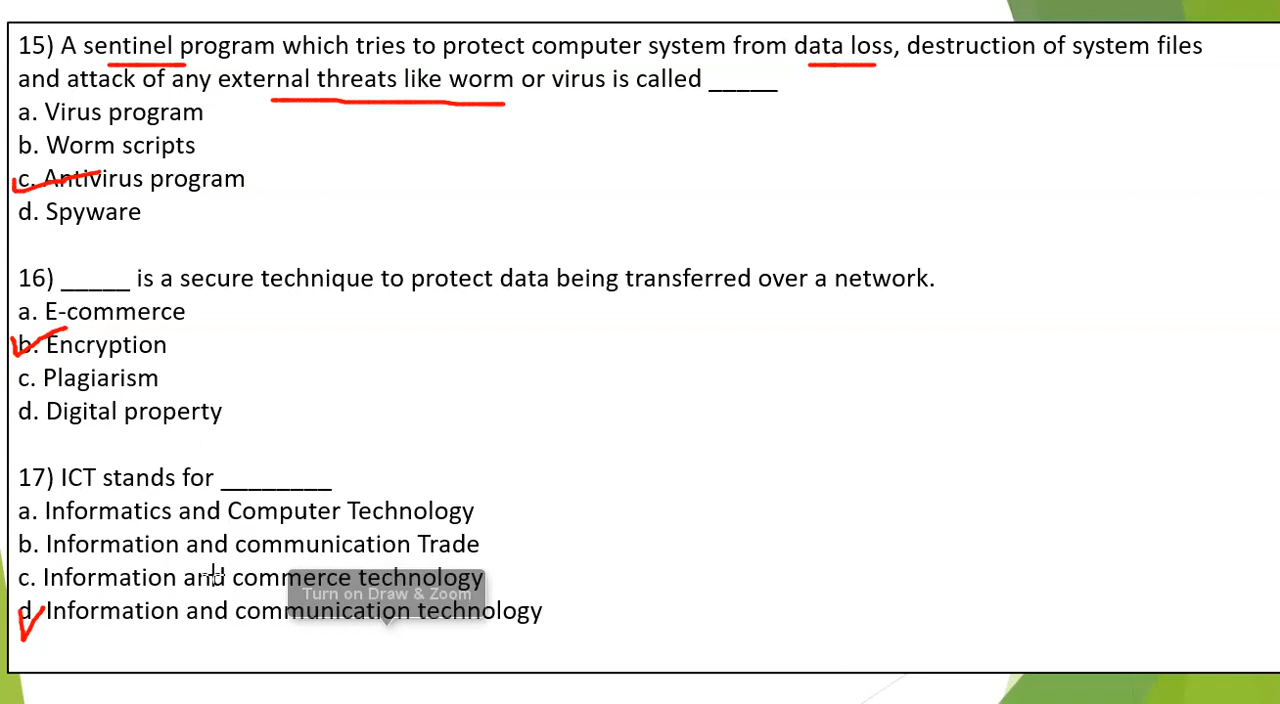 15) A sentinel program which tries to protect computer system from data loss, destruction of system files
and attack of any external threats like worm or virus is called _____
a. Virus program
b. Worm scripts
c. Antivirus program
d. Spyware
16) _____ is a secure technique to protect data being transferred over a network.
a. E-commerce
b. Encryption
c. Plagiarism
d. Digital property
17) ICT stands for ________
a. Informatics and Computer Technology
b. Information and communication Trade
c. Information and commerce technology
Turn on Draw & Zoom
d. Information and communication technology